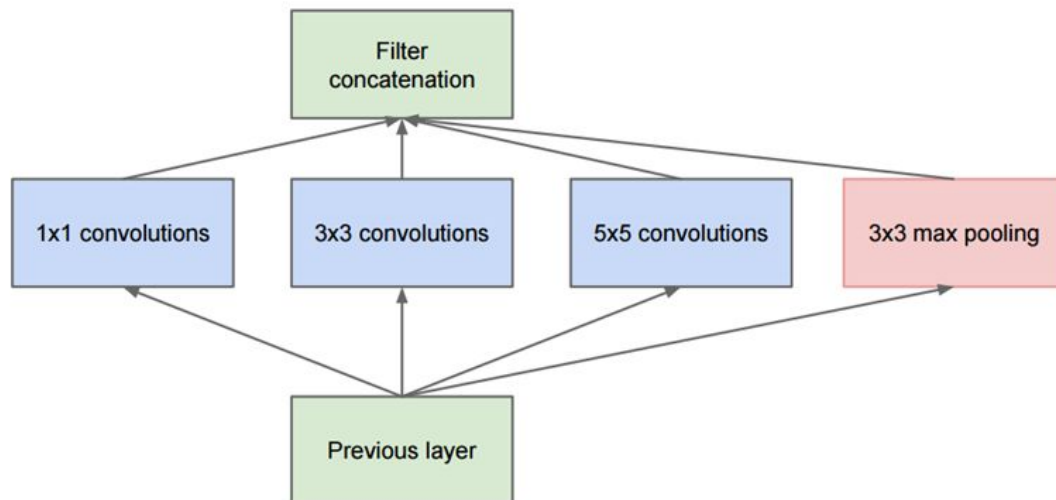 Filter
concatenation
1x1 convolutions
3x3 convolutions
5x5 convolutions
3x3 max pooling
Previous layer